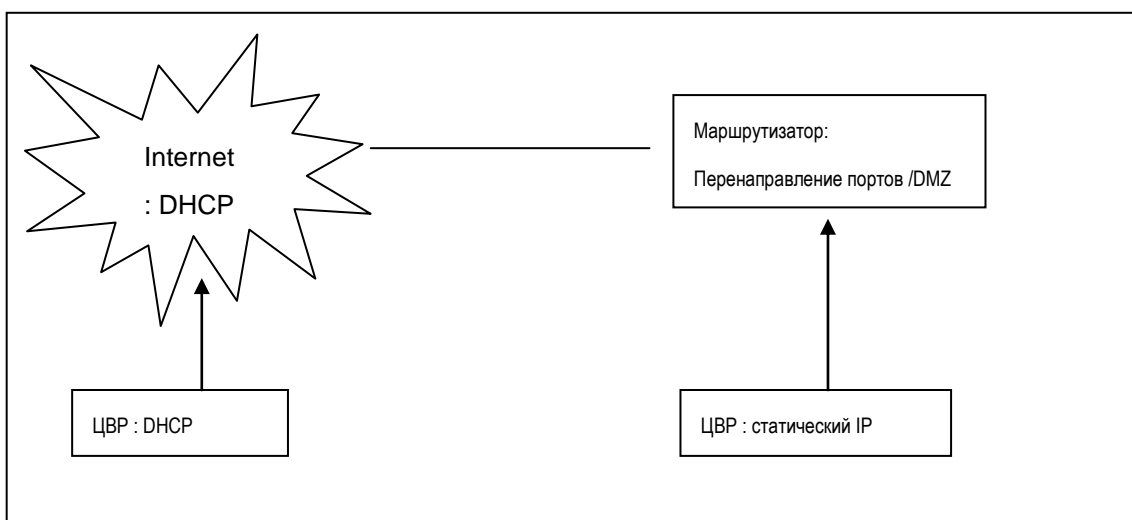 Internet
: DHCP
Маршрутизатор:
Перенаправление портов /DMZ
ЦВР : DHCP
ЦВР : статический IP